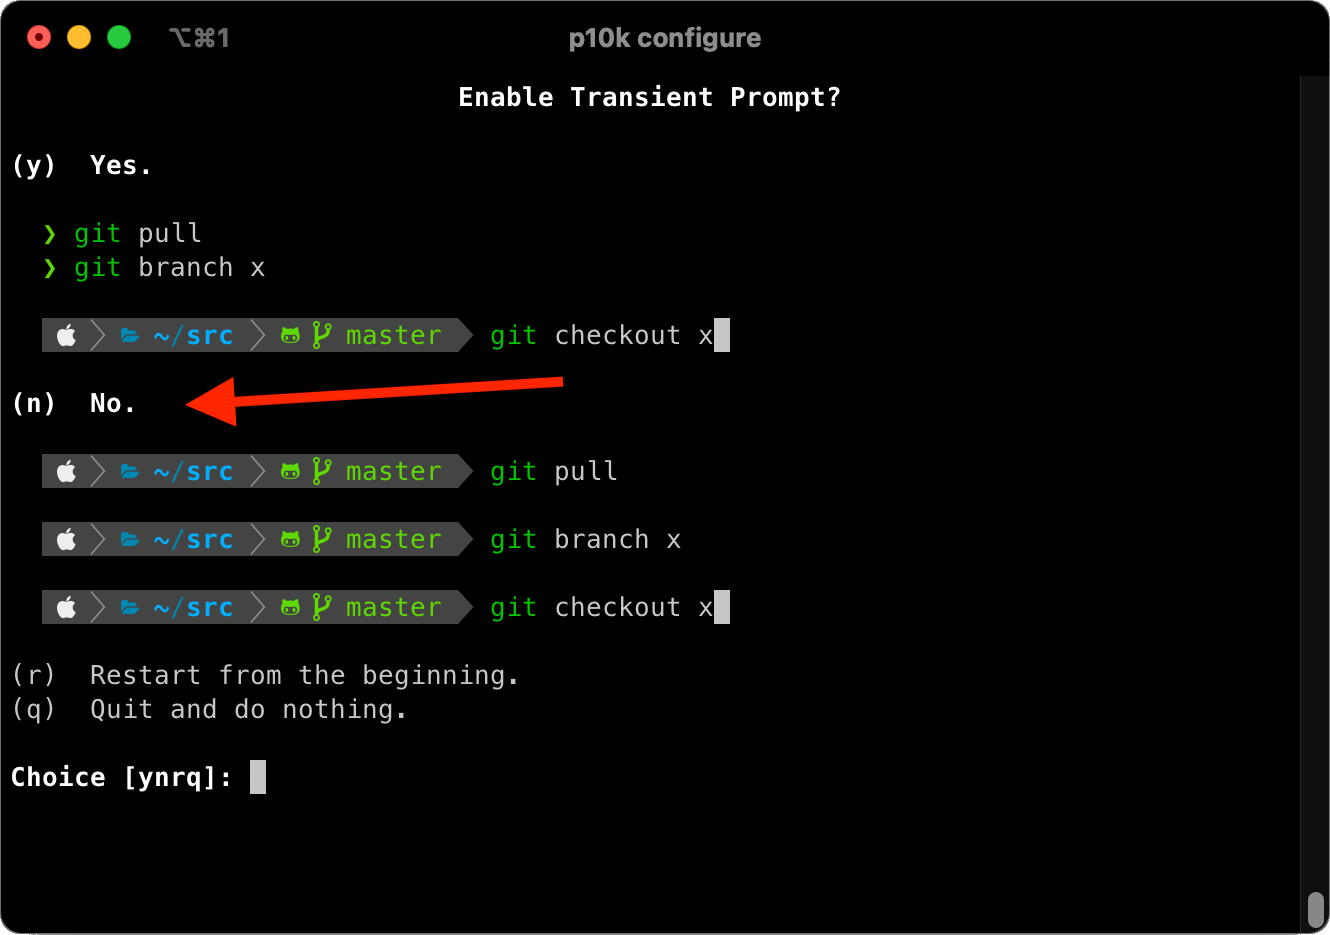 ⌥⌘1 p10k configure
Enable Transient Prompt?
(y) Yes.
❯ git pull
❯ git branch x
~/src master git checkout x
(n) No.
~/src master git pull
~/src master git branch x
~/src master git checkout x
(r) Restart from the beginning.
(q) Quit and do nothing.
Choice [ynrq]: